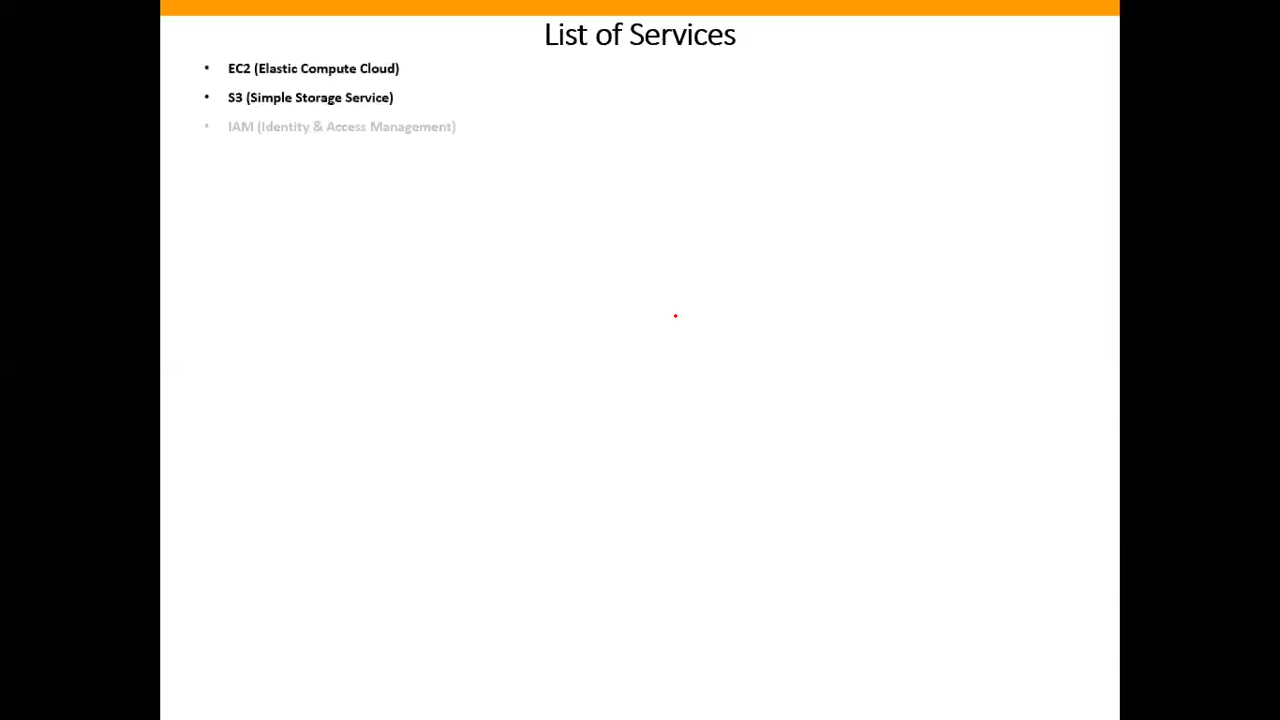 List of Services
• EC2 (Elastic Compute Cloud)
• S3 (Simple Storage Service)
• IAM (Identity & Access Management)